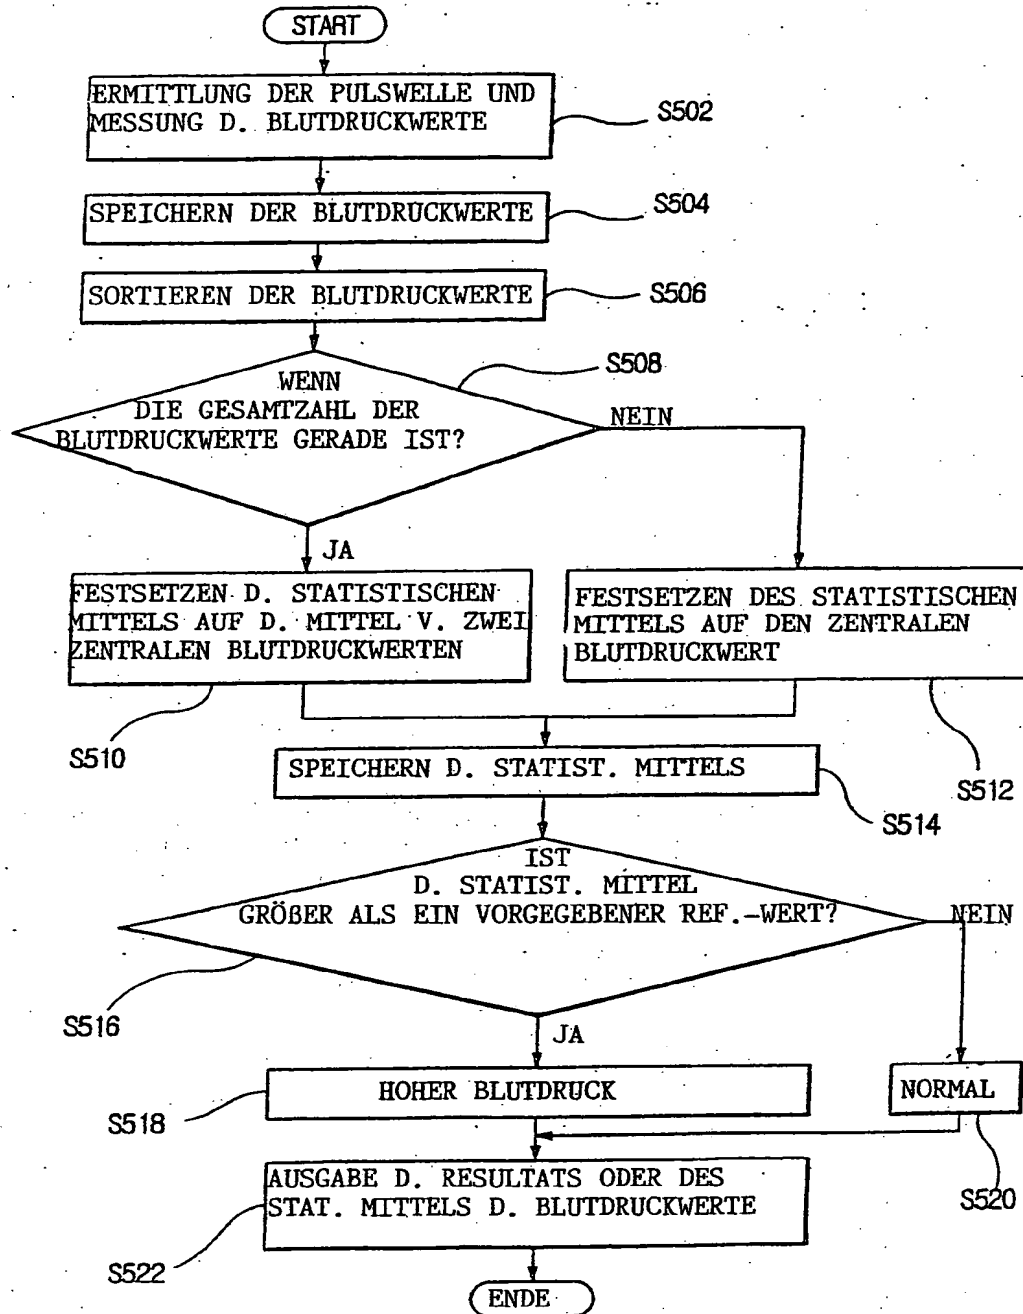 START
ERMITTLUNG DER PULSWELLE UND
MESSUNG D. BLUTDRUCKWERTE
S502
SPEICHERN DER BLUTDRUCKWERTE
S504
SORTIEREN DER BLUTDRUCKWERTE
S506
S508
WENN
DIE GESAMTZAHL DER
BLUTDRUCKWERTE GERADE IST?
NEIN
JA
FESTSETZEN D. STATISTISCHEN
MITTELS AUF D. MITTEL V. ZWEI
ZENTRALEN BLUTDRUCKWERTEN
S510
FESTSETZEN DES STATISTISCHEN
MITTELS AUF DEN ZENTRALEN
BLUTDRUCKWERT
S512
SPEICHERN D. STATIST. MITTELS
S514
IST
D. STATIST. MITTEL
GRÖßER ALS EIN VORGEGEBENER REF.-WERT?
NEIN
S516
JA
HOHER BLUTDRUCK
S518
NORMAL
S520
AUSGABE D. RESULTATS ODER DES
STAT. MITTELS D. BLUTDRUCKWERTE
S522
ENDE